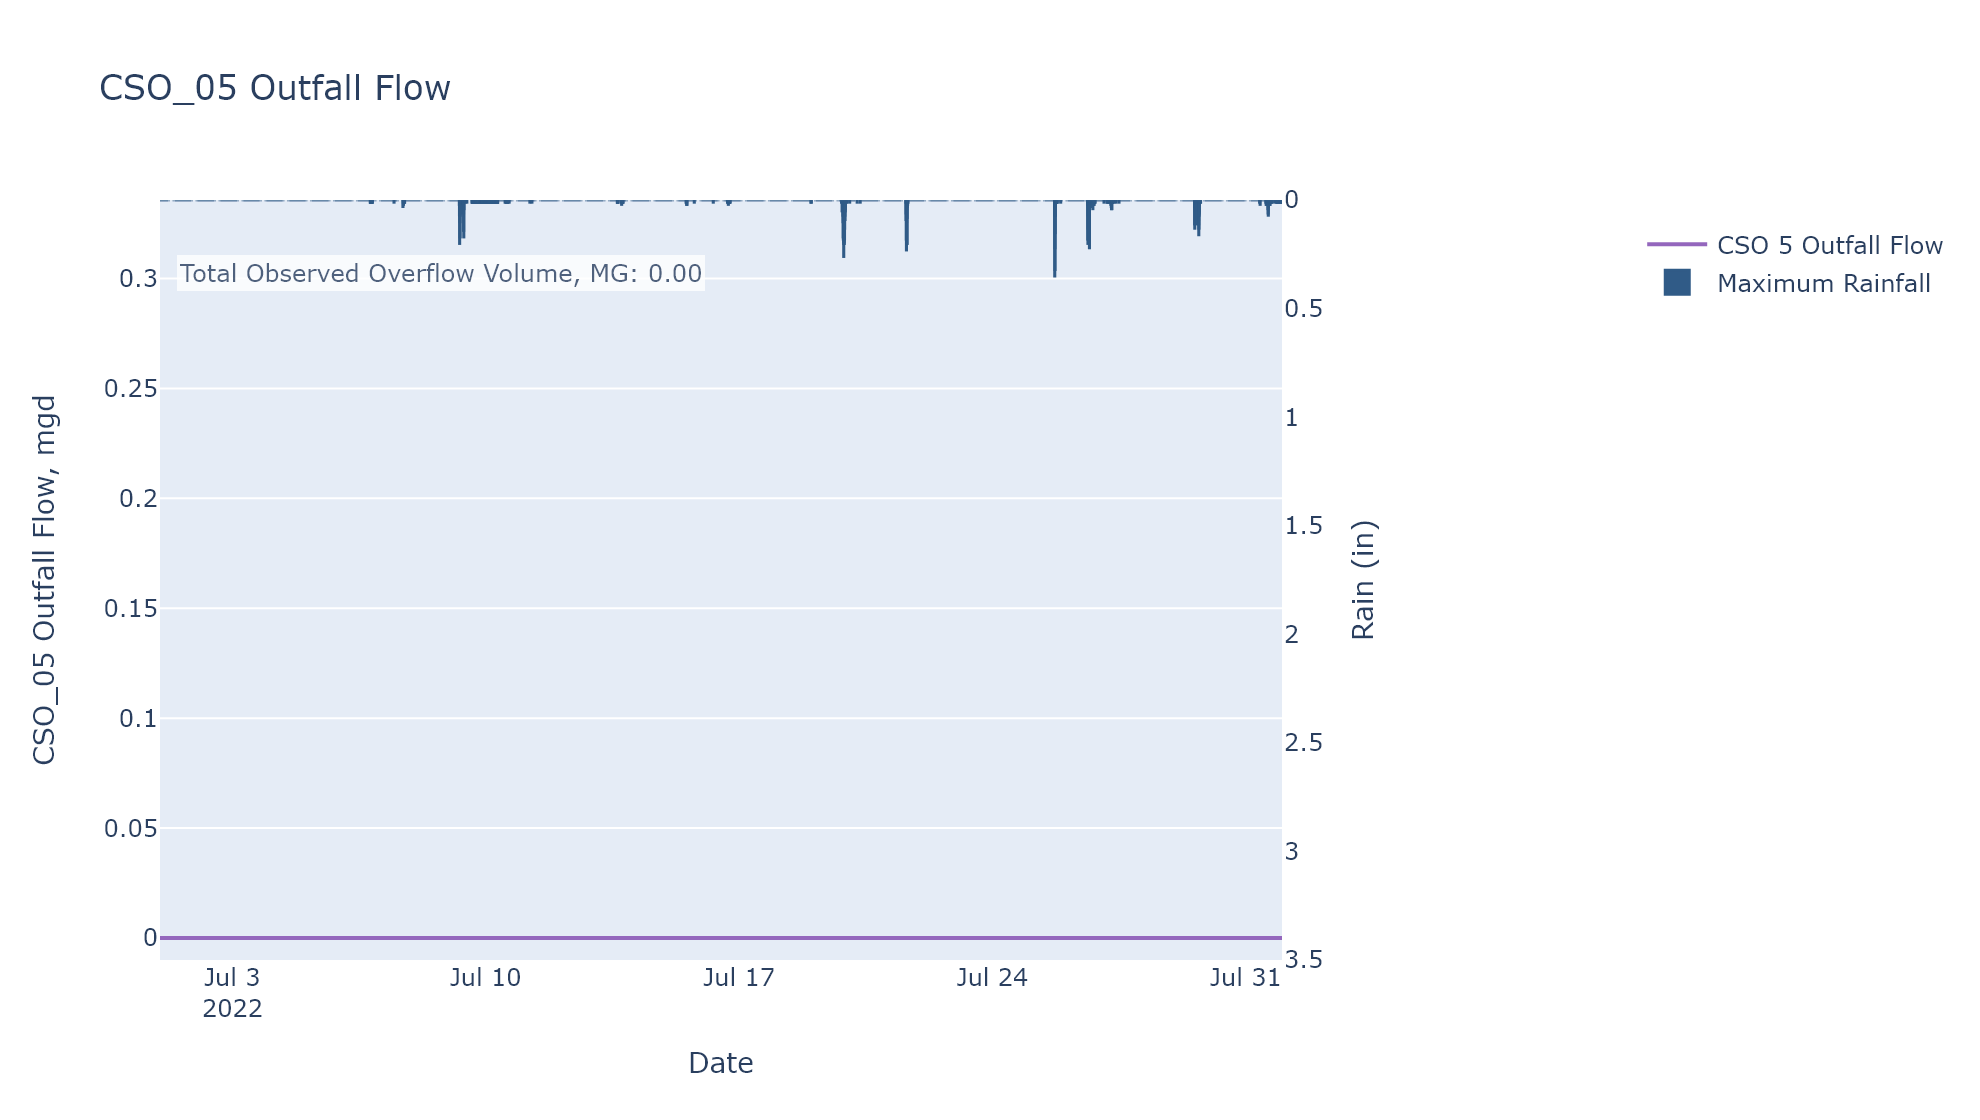 CSO_05 Outfall Flow
Total Observed Overflow Volume, MG: 0.00
CSO_05 Outfall Flow, mgd
0.3
0.25
0.2
0.15
0.1
0.05
0
0
0.5
1
1.5
2
2.5
3
3.5
Rain (in)
CSO 5 Outfall Flow
Maximum Rainfall
Jul 3 Jul 10 Jul 17 Jul 24 Jul 31
2022
Date